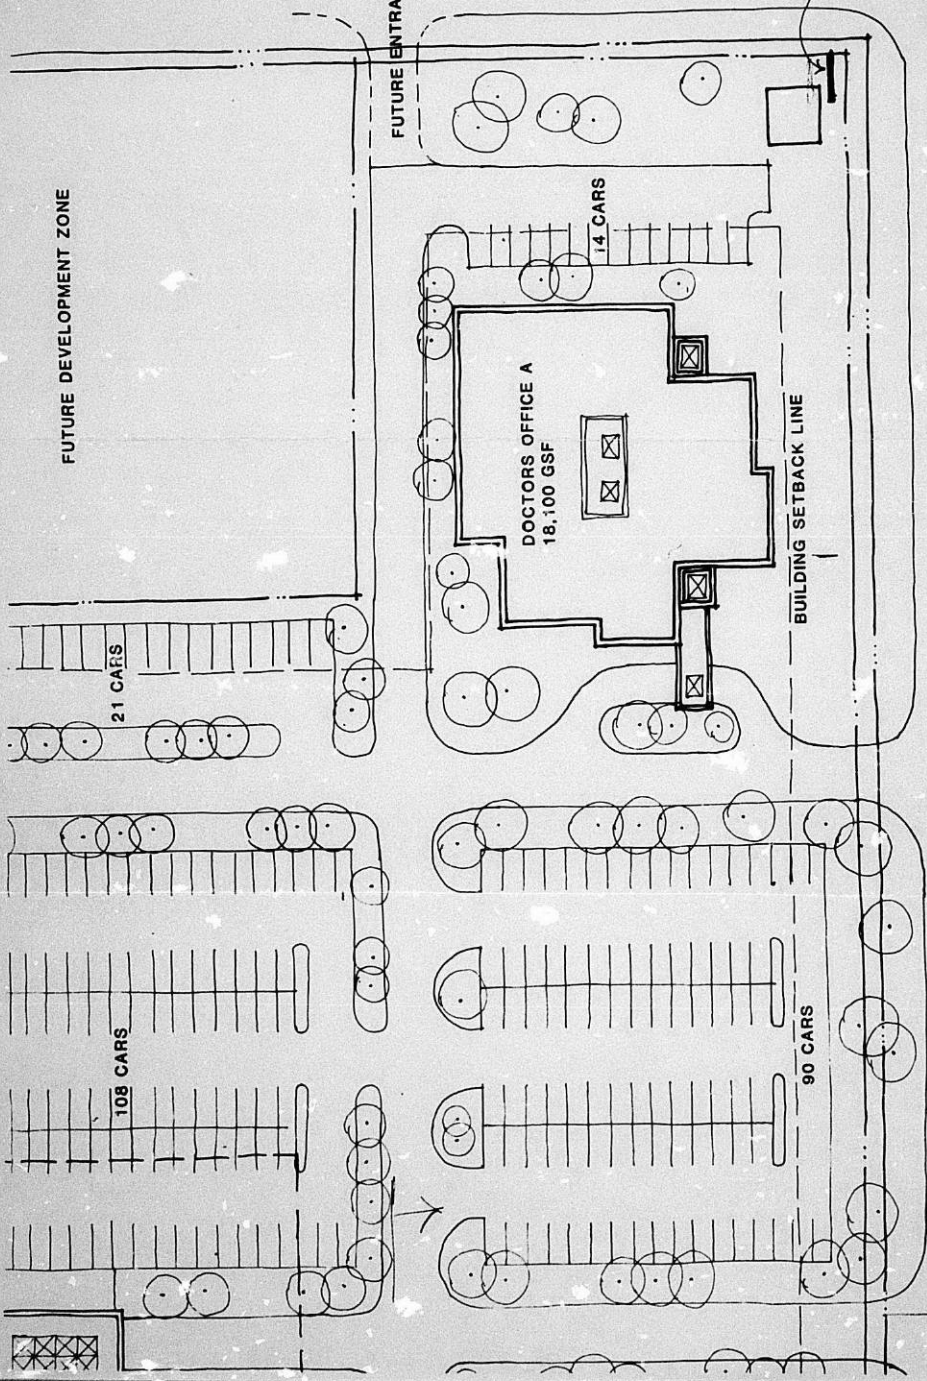 FUTURE DEVELOPMENT ZONE
FUTURE ENTRA
14 CARS
DOCTORS OFFICE A
18,100 GSF
BUILDING SETBACK LINE
21 CARS
108 CARS
90 CARS